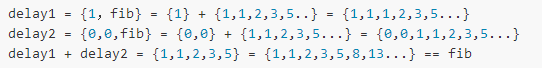 delay1 = {1, fib} = {1} + {1,1,2,3,5..} = {1,1,1,2,3,5...}
delay2 = {0,0,fib} = {0,0} + {1,1,2,3,5...} = {0,0,1,1,2,3,5...}
delay1 + delay2 = {1,1,2,3,5} = {1,1,2,3,5,8,13...} == fib